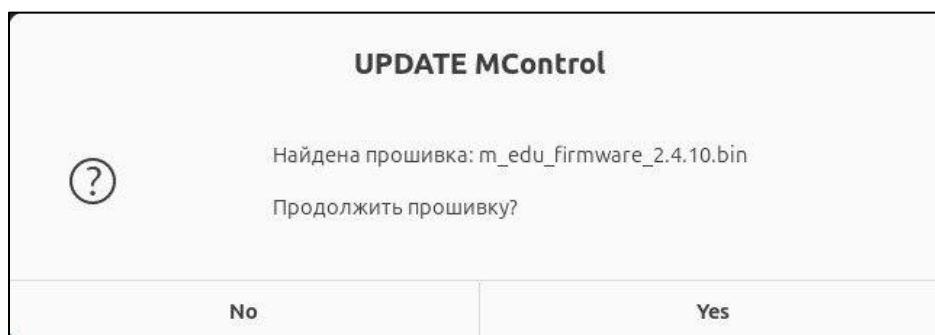 UPDATE MControl
?
Найдена прошивка: m_edu_firmware_2.4.10.bin
Продолжить прошивку?
No
Yes